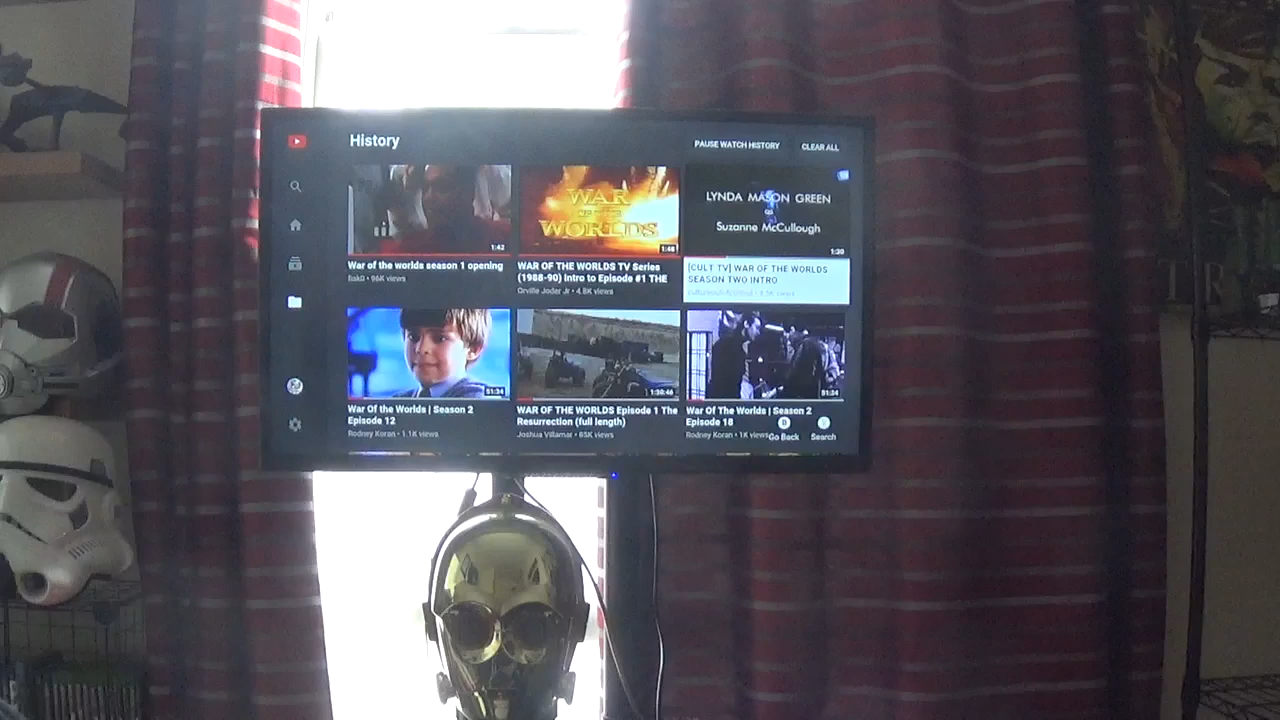 History
PAUSE WATCH HISTORY
CLEAR ALL
1:42
WAR
WORLDS
1:48
LYNDA MASON GREEN
Suzanne McCullough
1:20
War of the worlds season 1 opening
96K views
WAR OF THE WORLDS TV Series
(1988-90) Intro to Episode #1 THE
Orville Joder Jr • 4.8K views
[CULT TV] WAR OF THE WORLDS
SEASON TWO INTRO
51:34
1:30:46
51:24
War Of the Worlds | Season 2
Episode 12
Rodney Koran • 1.1K views
WAR OF THE WORLDS Episode 1 The
Resurrection (full length)
Joshua Villamar • 85K views
War Of The Worlds | Season 2
Episode 18
Rodney Koran • 1K views
Go Back
Search